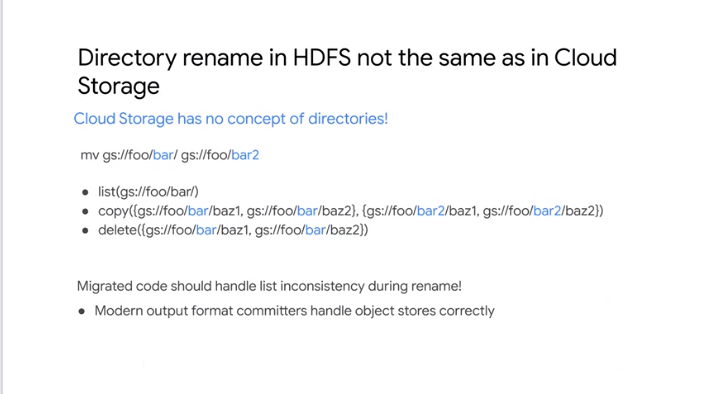 Directory rename in HDFS not the same as in Cloud
Storage
Cloud Storage has no concept of directories!
mv gs://foo/bar/ gs://foo/bar2
• list(gs://foo/bar/)
• copy({gs://foo/bar/baz1, gs://foo/bar/baz2}, {gs://foo/bar2/baz1, gs://foo/bar2/baz2})
• delete({gs://foo/bar/baz1, gs://foo/bar/baz2})
Migrated code should handle list inconsistency during rename!
• Modern output format committers handle object stores correctly